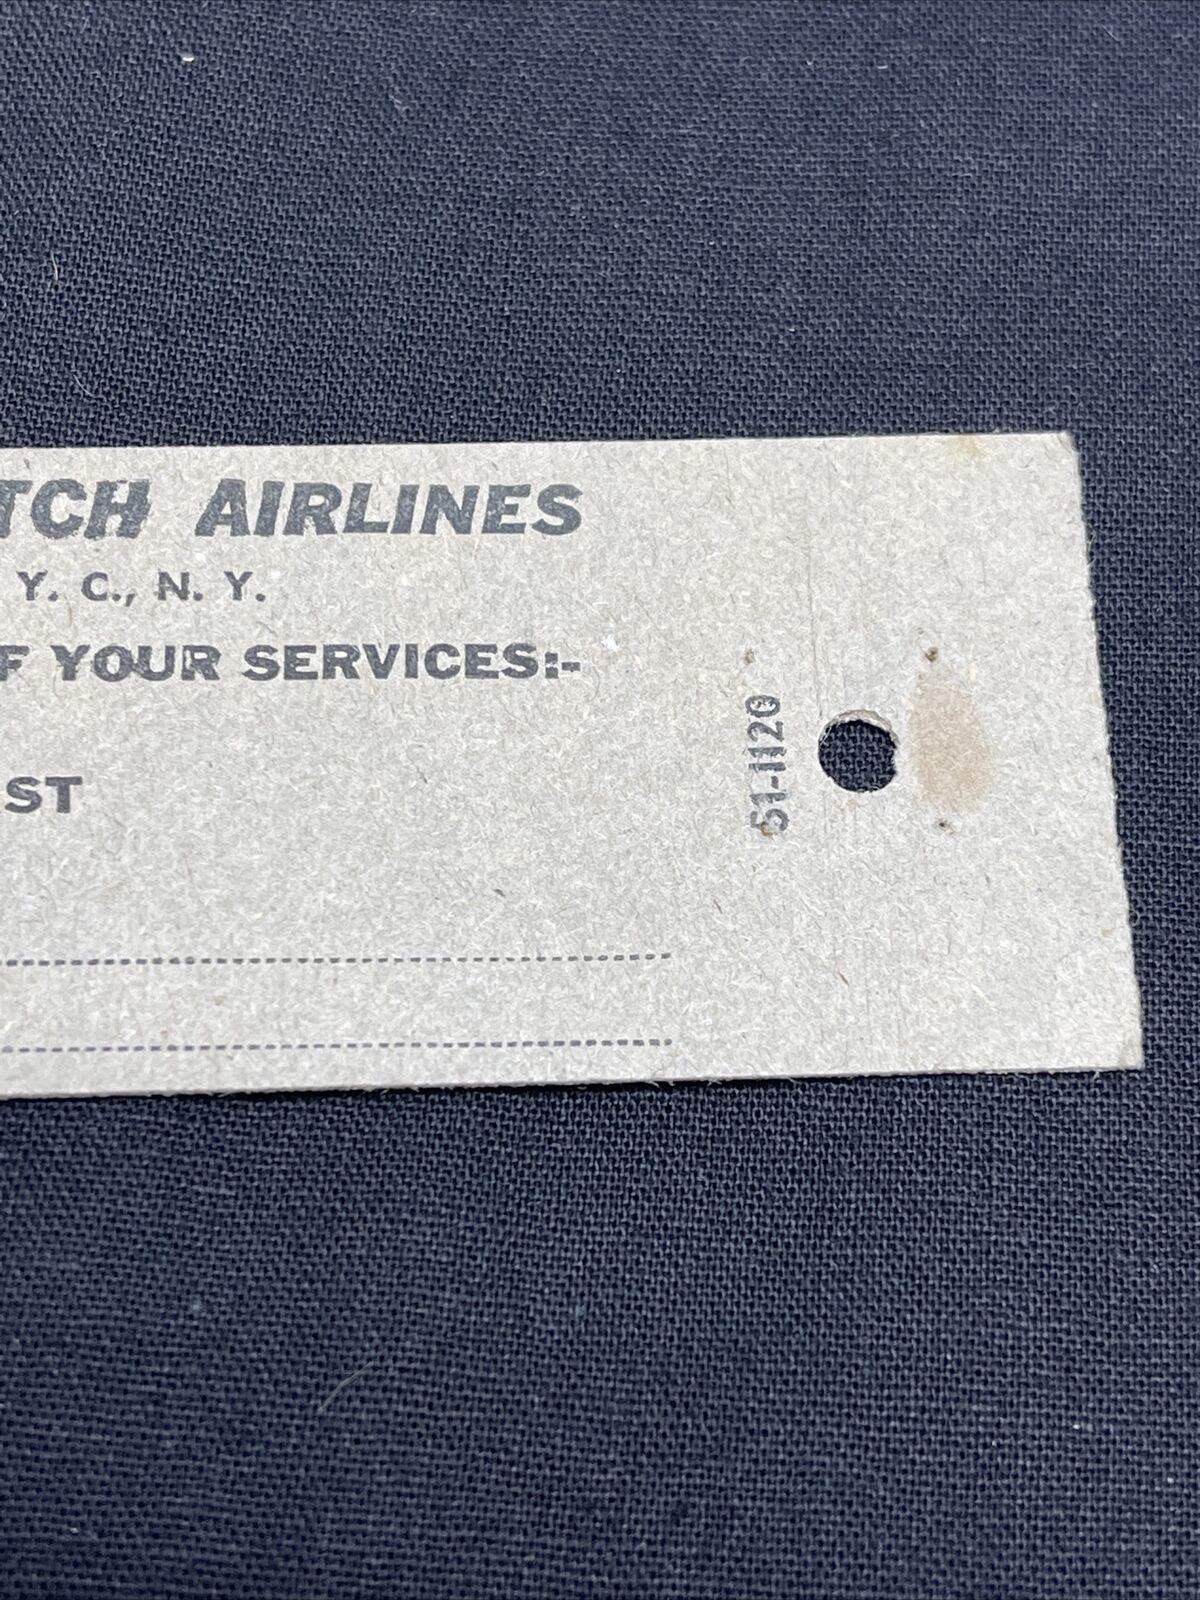 TCH AIRLINES
Y. C., N. Y.
F YOUR SERVICES:-
ST
51-1120